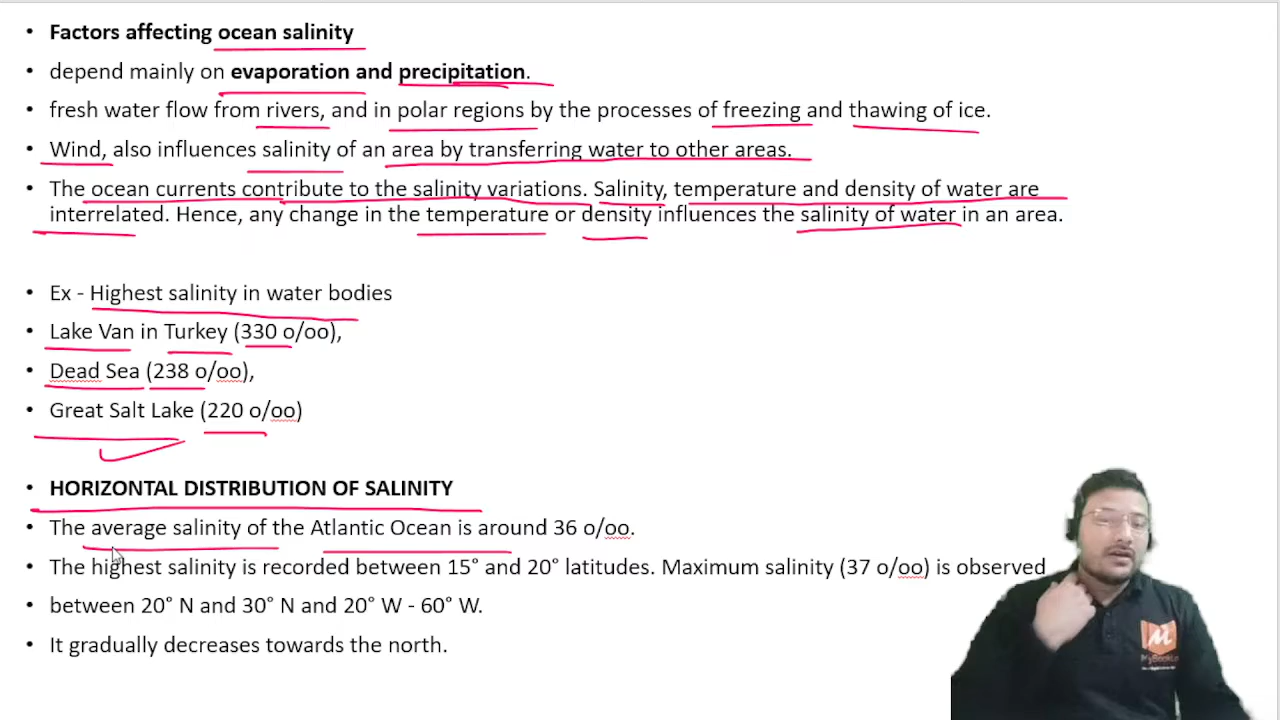 • Factors affecting ocean salinity
• depend mainly on evaporation and precipitation.
• fresh water flow from rivers, and in polar regions by the processes of freezing and thawing of ice.
• Wind, also influences salinity of an area by transferring water to other areas.
• The ocean currents contribute to the salinity variations. Salinity, temperature and density of water are
interrelated. Hence, any change in the temperature or density influences the salinity of water in an area.
• Ex - Highest salinity in water bodies
• Lake Van in Turkey (330 o/oo),
• Dead Sea (238 o/oo),
• Great Salt Lake (220 o/oo)
• HORIZONTAL DISTRIBUTION OF SALINITY
• The average salinity of the Atlantic Ocean is around 36 o/oo.
• The highest salinity is recorded between 15° and 20° latitudes. Maximum salinity (37 o/oo) is observed
• between 20° N and 30° N and 20° W - 60° W.
• It gradually decreases towards the north.